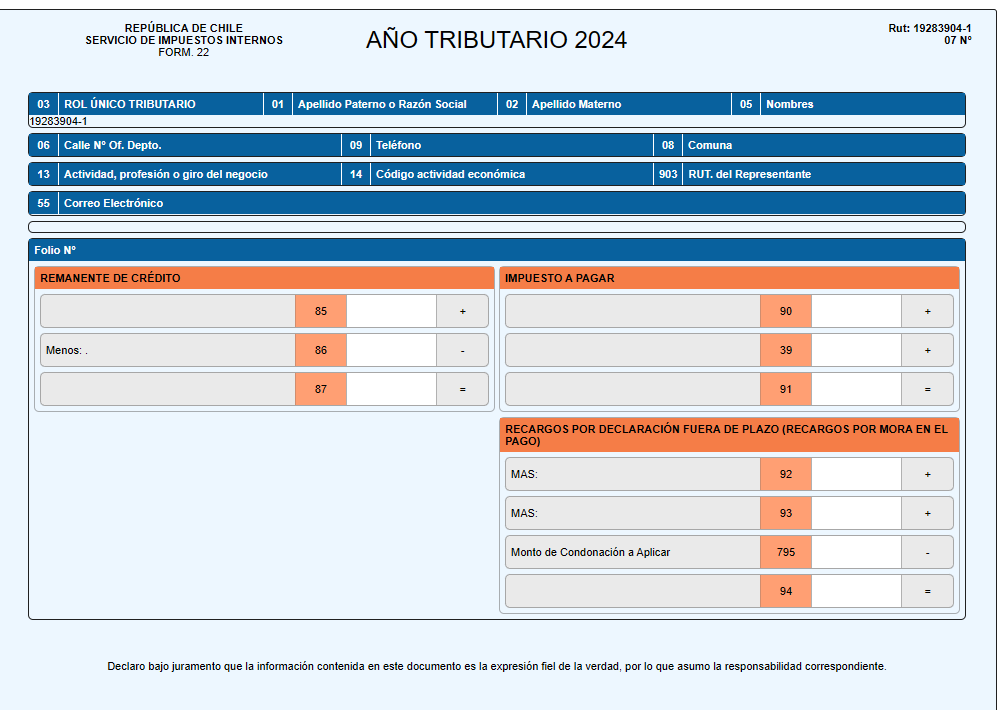 REPÚBLICA DE CHILE
SERVICIO DE IMPUESTOS INTERNOS
FORM. 22
AÑO TRIBUTARIO 2024
Rut: 19283904-1
07 Nº
03 ROL ÚNICO TRIBUTARIO 01 Apellido Paterno o Razón Social 02 Apellido Materno 05 Nombres
19283904-1
06 Calle Nº Of. Depto. 09 Teléfono 08 Comuna
13 Actividad, profesión o giro del negocio 14 Código actividad económica 903 RUT. del Representante
55 Correo Electrónico
Folio Nº
REMANENTE DE CRÉDITO
85 +
Menos: . 86 -
87 =
IMPUESTO A PAGAR
90 +
39 +
91 =
RECARGOS POR DECLARACIÓN FUERA DE PLAZO (RECARGOS POR MORA EN EL
PAGO)
MAS: 92 +
MAS: 93 +
Monto de Condonación a Aplicar 795 -
94 =
Declaro bajo juramento que la información contenida en este documento es la expresión fiel de la verdad, por lo que asumo la responsabilidad correspondiente.